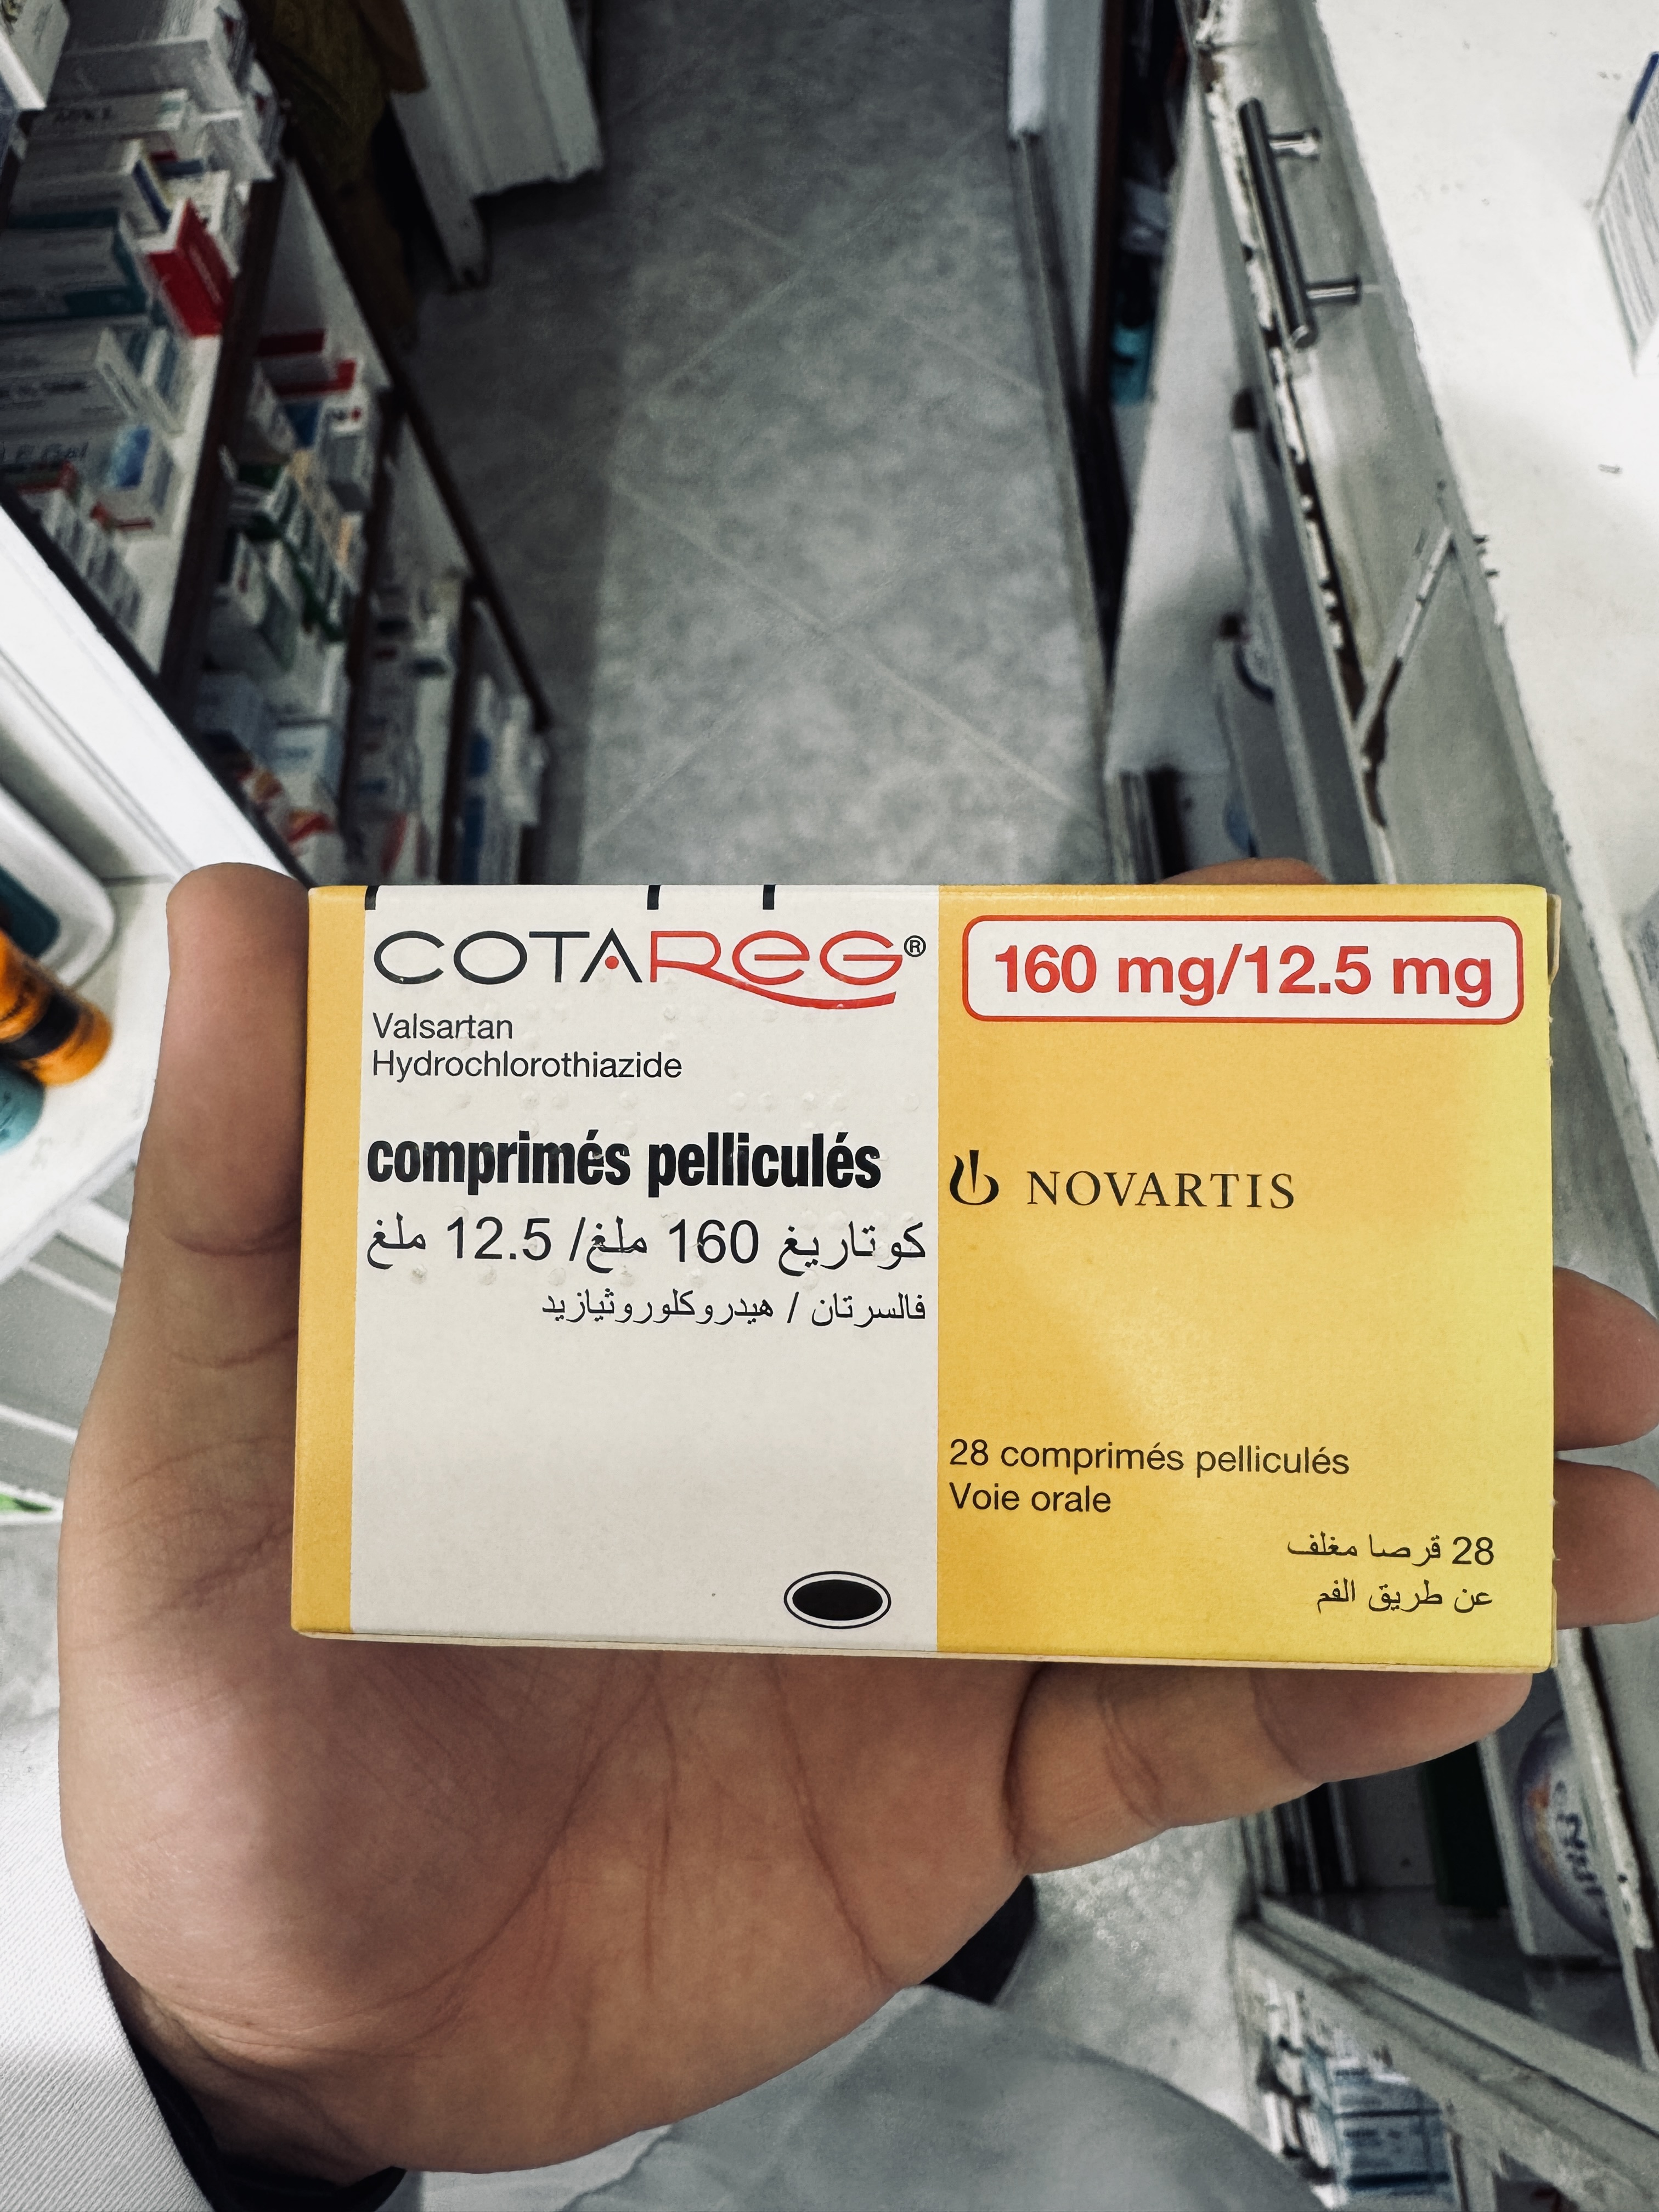 COTAREG®
160 mg/12.5 mg
Valsartan
Hydrochlorothiazide
comprimés pelliculés
NOVARTIS
كوتاريغ 160 ملغ/ 12.5 ملغ
فالسرتان / هيدروكلوروثيازيد
28 comprimés pelliculés
Voie orale
28 قرصا مغلف
عن طريق الفم